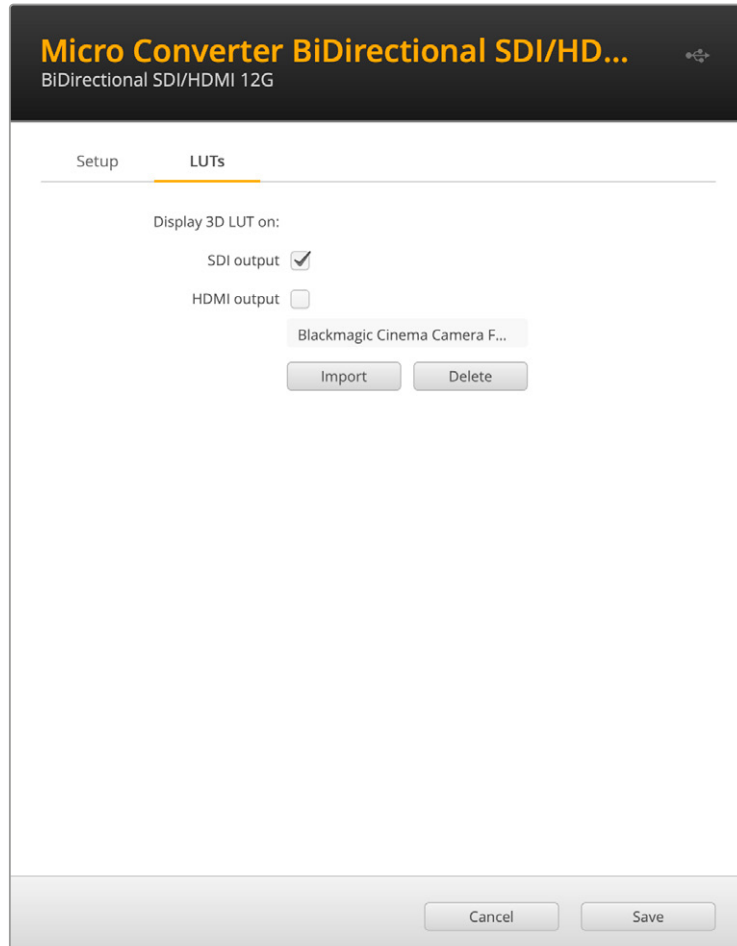 Micro Converter BiDirectional SDI/HD...
BiDirectional SDI/HDMI 12G
Setup LUTs
Display 3D LUT on:
SDI output
HDMI output
Blackmagic Cinema Camera F...
Import Delete
Cancel Save